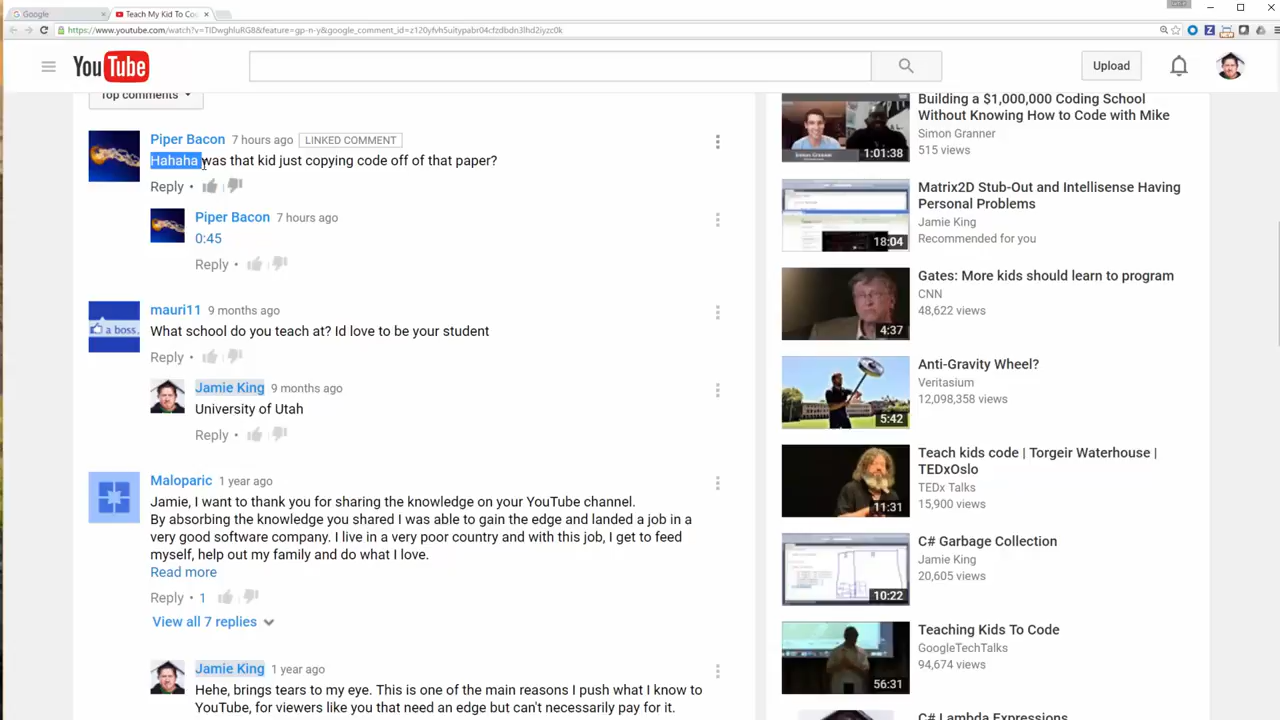 Google
Teach My Kid To Co
https://www.youtube.com/watch?v=TIDwghIuRG8&feature=gp-n-y&google_comment_id=z120yfvh5uitypabr04cfzdbpnb3lhd2iyzc0k
YouTube
Upload
Top comments
Piper Bacon 7 hours ago LINKED COMMENT
Hahaha was that kid just copying code off of that paper?
Reply
Piper Bacon 7 hours ago
0:45
Reply
mauri11 9 months ago
a boss.
What school do you teach at? Id love to be your student
Reply
Jamie King 9 months ago
University of Utah
Reply
Maloparic 1 year ago
Jamie, I want to thank you for sharing the knowledge on your YouTube channel.
By absorbing the knowledge you shared I was able to gain the edge and landed a job in a
very good software company. I live in a very poor country and with this job, I get to feed
myself, help out my family and do what I love.
Read more
Reply 1
View all 7 replies
Jamie King 1 year ago
Hehe, brings tears to my eye. This is one of the main reasons I push what I know to
YouTube, for viewers like you that need an edge but can't necessarily pay for it.
Building a $1,000,000 Coding School
Without Knowing How to Code with Mike
Simon Granner
515 views
1:01:38
Matrix2D Stub-Out and Intellisense Having
Personal Problems
Jamie King
Recommended for you
18:04
Gates: More kids should learn to program
CNN
48,622 views
4:37
Anti-Gravity Wheel?
Veritasium
12,098,358 views
5:42
Teach kids code | Torgeir Waterhouse |
TEDxOslo
TEDx Talks
15,900 views
11:31
C# Garbage Collection
Jamie King
20,605 views
10:22
Teaching Kids To Code
GoogleTechTalks
94,674 views
56:31
C# Lambda Expressions